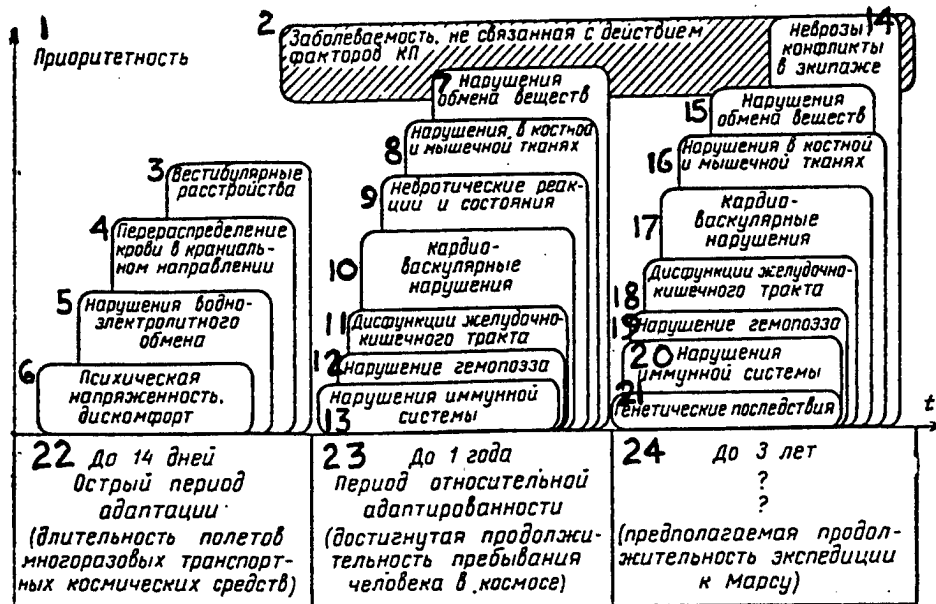 1
Приоритетность
2
Заболеваемость, не связанная с действием
факторов КП
3
Вестибулярные
расстройства
4
Перераспределение
крови в краниаль-
ном направлении
5
Нарушения водно-
электролитного
обмена
6
Психическая
напряженность,
дискомфорт
7
Нарушения
обмена веществ
8
Нарушения в костной
и мышечной тканях
9
Невротические реак-
ции и состояния
10
Кардио-
васкулярные
нарушения
11
Дисфункции желудочно-
кишечного тракта
12
Нарушение гемопоэза
13
Нарушения иммунной
системы
14
Неврозы
конфликты
в экипаже
15
Нарушения
обмена веществ
16
Нарушения в костной
и мышечной тканях
17
Кардио-
васкулярные
нарушения
18
Дисфункции желудочно-
кишечного тракта
19
Нарушение гемопоэза
20
Нарушения
иммунной системы
21
Генетические последствия
t
22 До 14 дней
Острый период
адаптации
(длительность полетов
многоразовых транспорт-
ных космических средств)
23 До 1 года
Период относительной
адаптированности
(достигнутая продолжи-
тельность пребывания
человека в космосе)
24 До 3 лет
?
?
(предполагаемая продол-
жительность экспедиции
к Марсу)